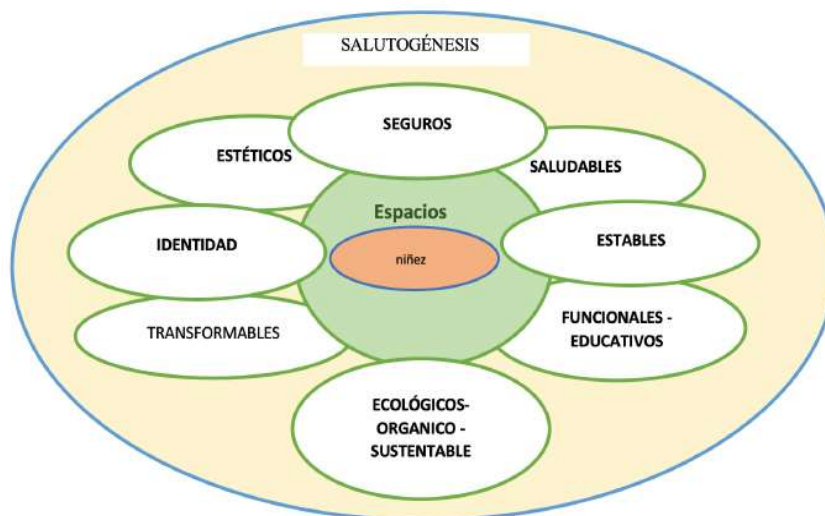 SALUTOGÉNESIS
SEGUROS
ESTÉTICOS
SALUDABLES
Espacios
IDENTIDAD
niñez
ESTABLES
TRANSFORMABLES
FUNCIONALES -
EDUCATIVOS
ECOLÓGICOS-
ORGANICO -
SUSTENTABLE